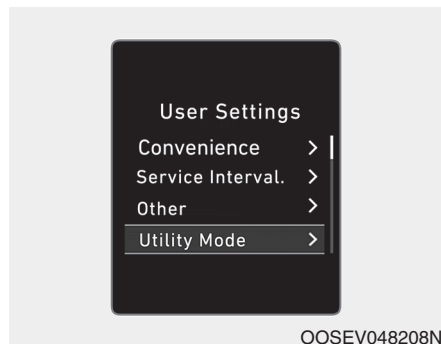 User Settings
Convenience >
Service Interval. >
Other >
Utility Mode >
OOSEV048208N